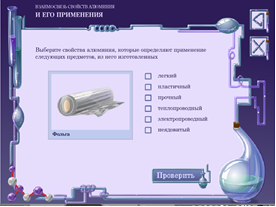 ВЗАИМОСВЯЗЬ СВОЙСТВ АЛЮМИНИЯ
И ЕГО ПРИМЕНЕНИЯ
Выберите свойства алюминия, которые определяют применение
следующих предметов, из него изготовленных
легкий
пластичный
прочный
теплопроводный
электропроводный
неядовитый
Фольга
Проверить